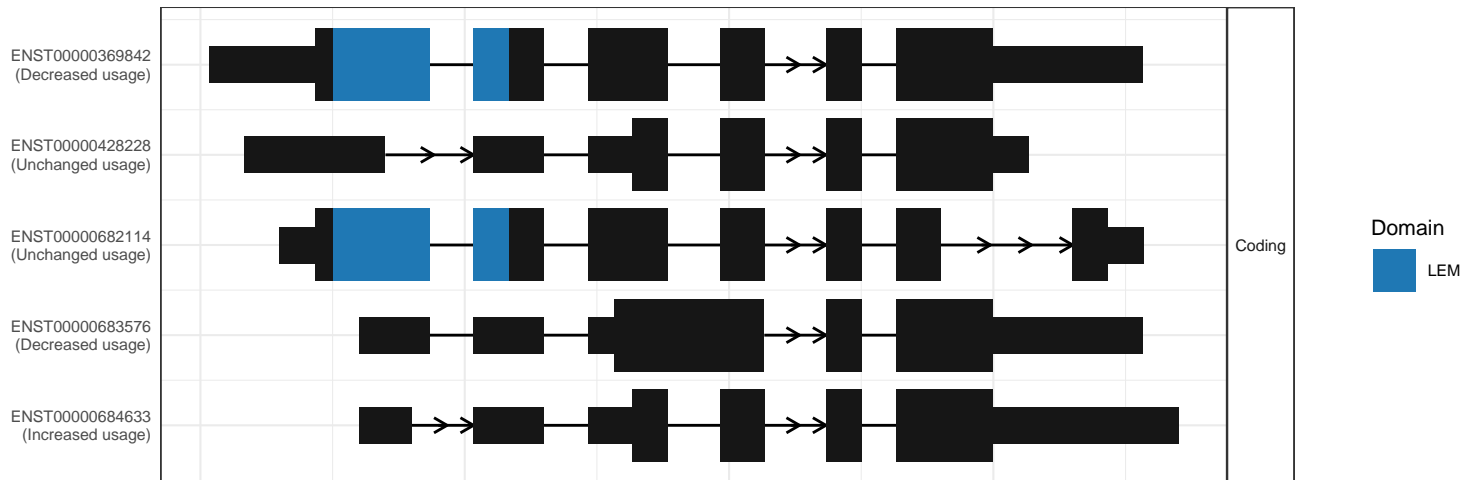 ENST00000369842
(Decreased usage)
ENST00000428228
(Unchanged usage)
ENST00000682114
(Unchanged usage)
ENST00000683576
(Decreased usage)
ENST00000684633
(Increased usage)
Coding
Domain
LEM